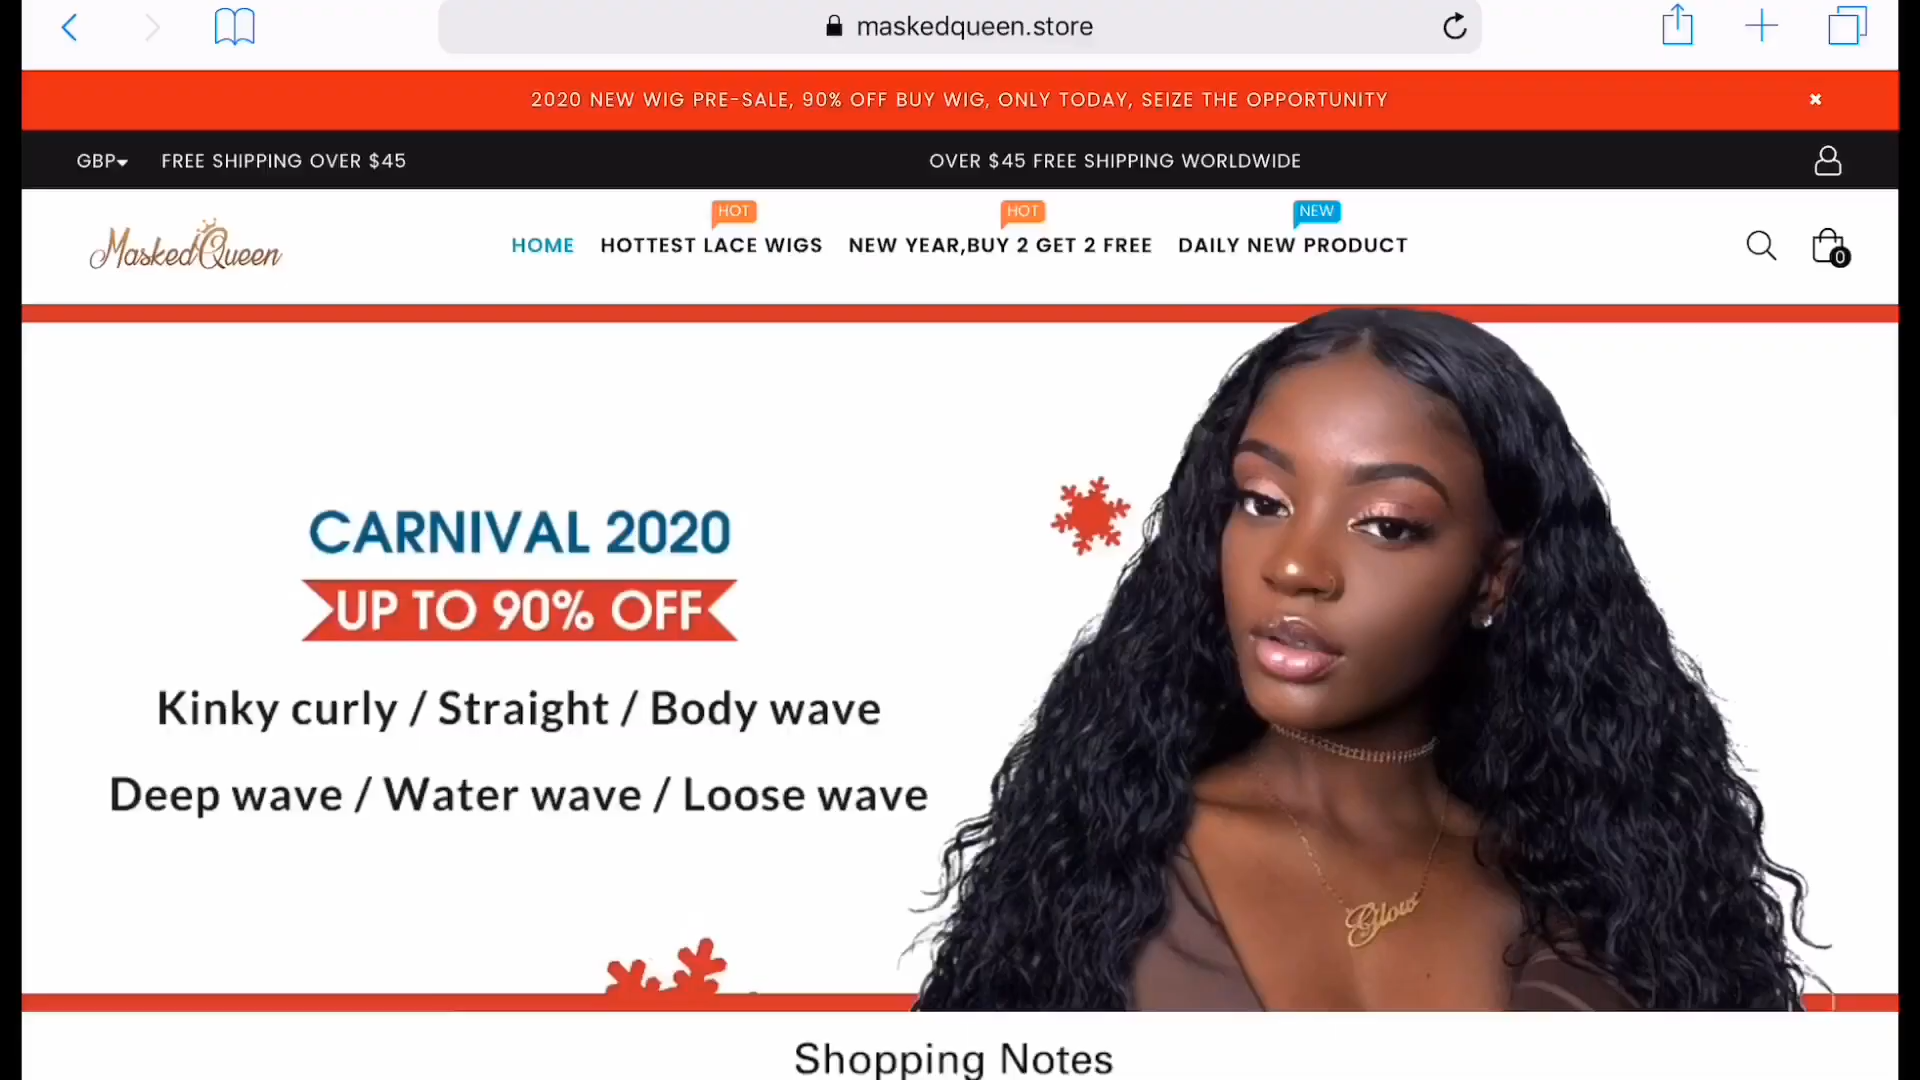 maskedqueen.store
2020 NEW WIG PRE-SALE, 90% OFF BUY WIG, ONLY TODAY, SEIZE THE OPPORTUNITY
GBP FREE SHIPPING OVER $45 OVER $45 FREE SHIPPING WORLDWIDE
HOT HOT NEW
MaskedQueen HOME HOTTEST LACE WIGS NEW YEAR,BUY 2 GET 2 FREE DAILY NEW PRODUCT 0
CARNIVAL 2020
UP TO 90% OFF
Kinky curly / Straight / Body wave
Deep wave / Water wave / Loose wave
Glow
Shopping Notes